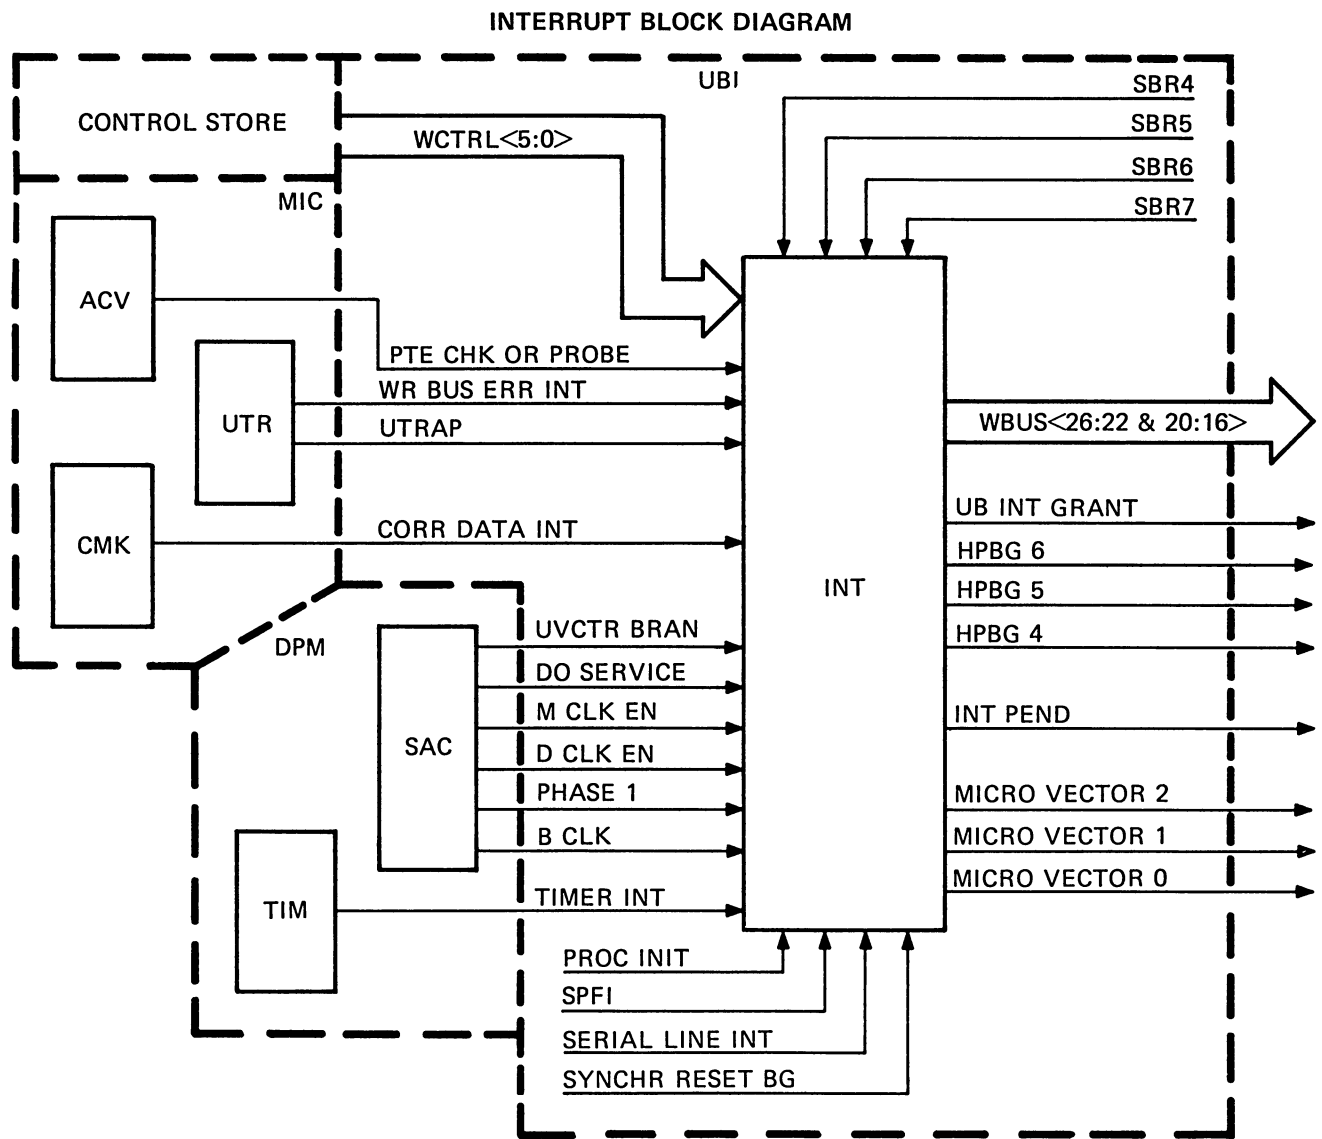 INTERRUPT BLOCK DIAGRAM
UBI
SBR4
CONTROL STORE
WCTRL<5:0>
SBR5
SBR6
MIC
SBR7
ACV
PTE CHK OR PROBE
WR BUS ERR INT
UTR
UTRAP
WBUS<26:22 & 20:16>
UB INT GRANT
CORR DATA INT
CMK
HPBG 6
INT
HPBG 5
UVCTR BRAN
HPBG 4
DPM
DO SERVICE
M CLK EN
INT PEND
SAC
D CLK EN
PHASE 1
MICRO VECTOR 2
B CLK
MICRO VECTOR 1
MICRO VECTOR 0
TIMER INT
TIM
PROC INIT
SPFI
SERIAL LINE INT
SYNCHR RESET BG